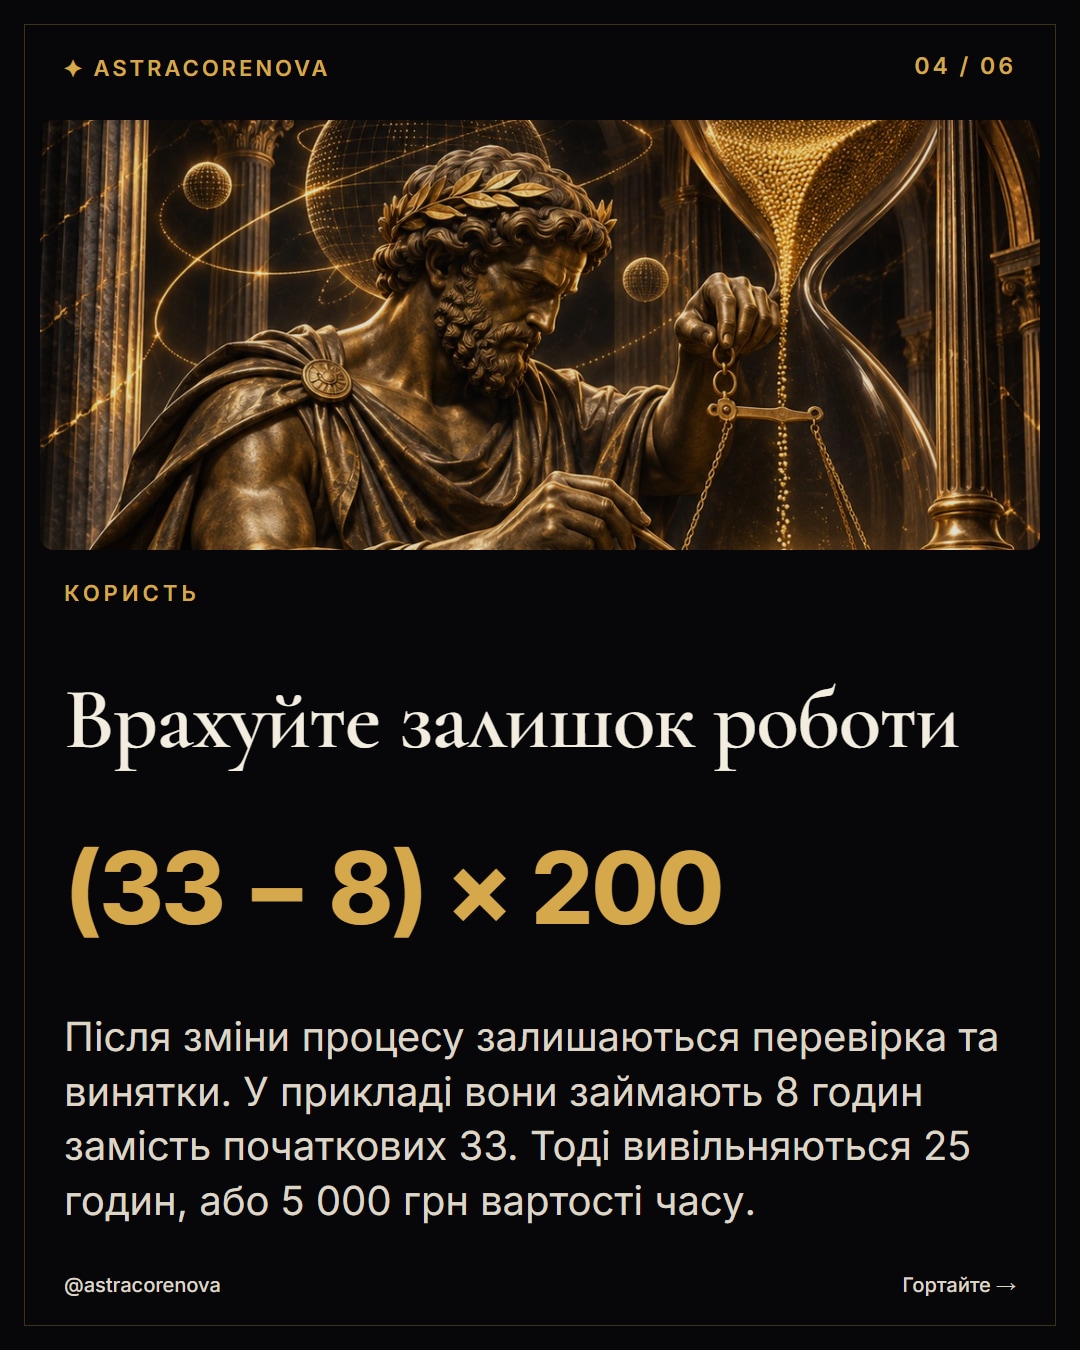 ✦ ASTRACORENOVA
04 / 06
КОРИСТЬ
Врахуйте залишок роботи
(33 – 8) × 200
Після зміни процесу залишаються перевірка та
винятки. У прикладі вони займають 8 годин
замість початкових 33. Тоді вивільняються 25
годин, або 5 000 грн вартості часу.
@astracorenova
Гортайте →